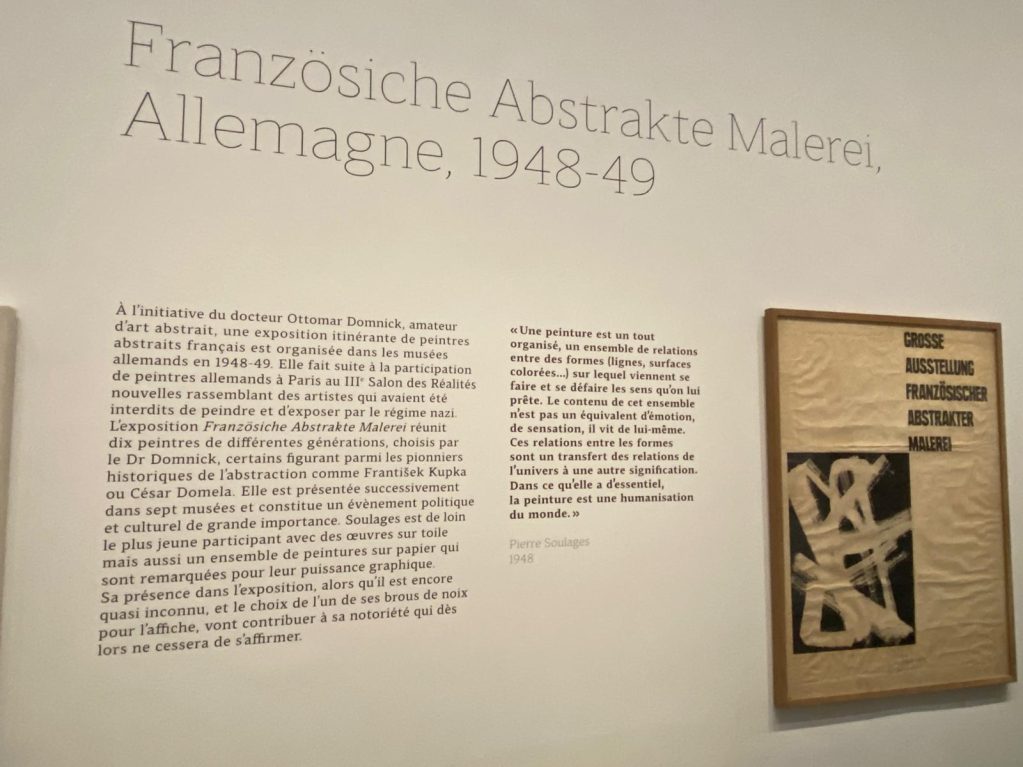 Französiche Abstrakte Malerei,
Allemagne, 1948-49
À l'initiative du docteur Ottomar Domnick, amateur
d'art abstrait, une exposition itinérante de peintres
abstraits français est organisée dans les musées
allemands en 1948-49. Elle fait suite à la participation
de peintres allemands à Paris au IIIe Salon des Réalités
nouvelles rassemblant des artistes qui avaient été
interdits de peindre et d'exposer par le régime nazi.
L'exposition Französiche Abstrakte Malerei réunit
dix peintres de différentes générations, choisis par
le Dr Domnick, certains figurant parmi les pionniers
historiques de l'abstraction comme František Kupka
ou César Domela. Elle est présentée successivement
dans sept musées et constitue un évènement politique
et culturel de grande importance. Soulages est de loin
le plus jeune participant avec des œuvres sur toile
mais aussi un ensemble de peintures sur papier qui
sont remarquées pour leur puissance graphique.
Sa présence dans l'exposition, alors qu'il est encore
quasi inconnu, et le choix de l'un de ses brous de noix
pour l'affiche, vont contribuer à sa notoriété qui dès
lors ne cessera de s'affirmer.
«Une peinture est un tout
organisé, un ensemble de relations
entre des formes (lignes, surfaces
colorées...) sur lequel viennent se
faire et se défaire les sens qu'on lui
prête. Le contenu de cet ensemble
n'est pas un équivalent d'émotion,
de sensation, il vit de lui-même.
Ces relations entre les formes
sont un transfert des relations de
l'univers à une autre signification.
Dans ce qu'elle a d'essentiel,
la peinture est une humanisation
du monde.»
Pierre Soulages
1948
GROSSE
AUSSTELLUNG
FRANZÖSISCHER
ABSTRAKTER
MALEREI